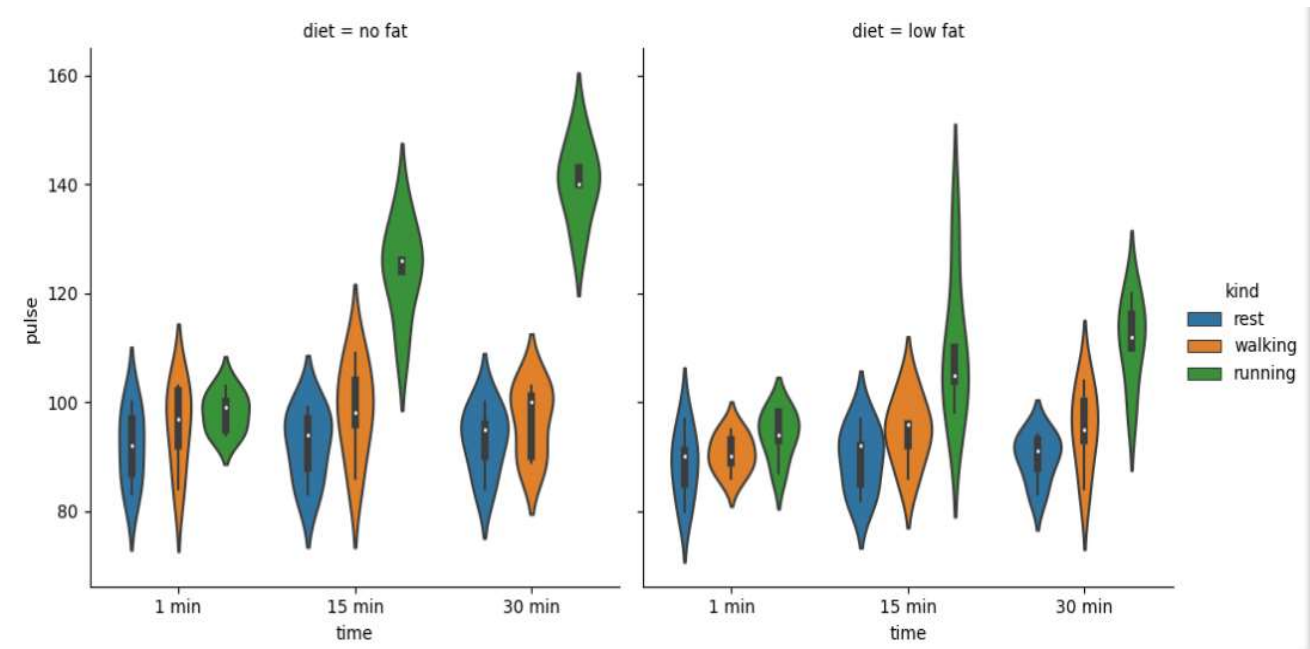 diet = no fat
diet = low fat
160
140
120
100
80
pulse
1 min
15 min
30 min
time
1 min
15 min
30 min
time
kind
rest
walking
running